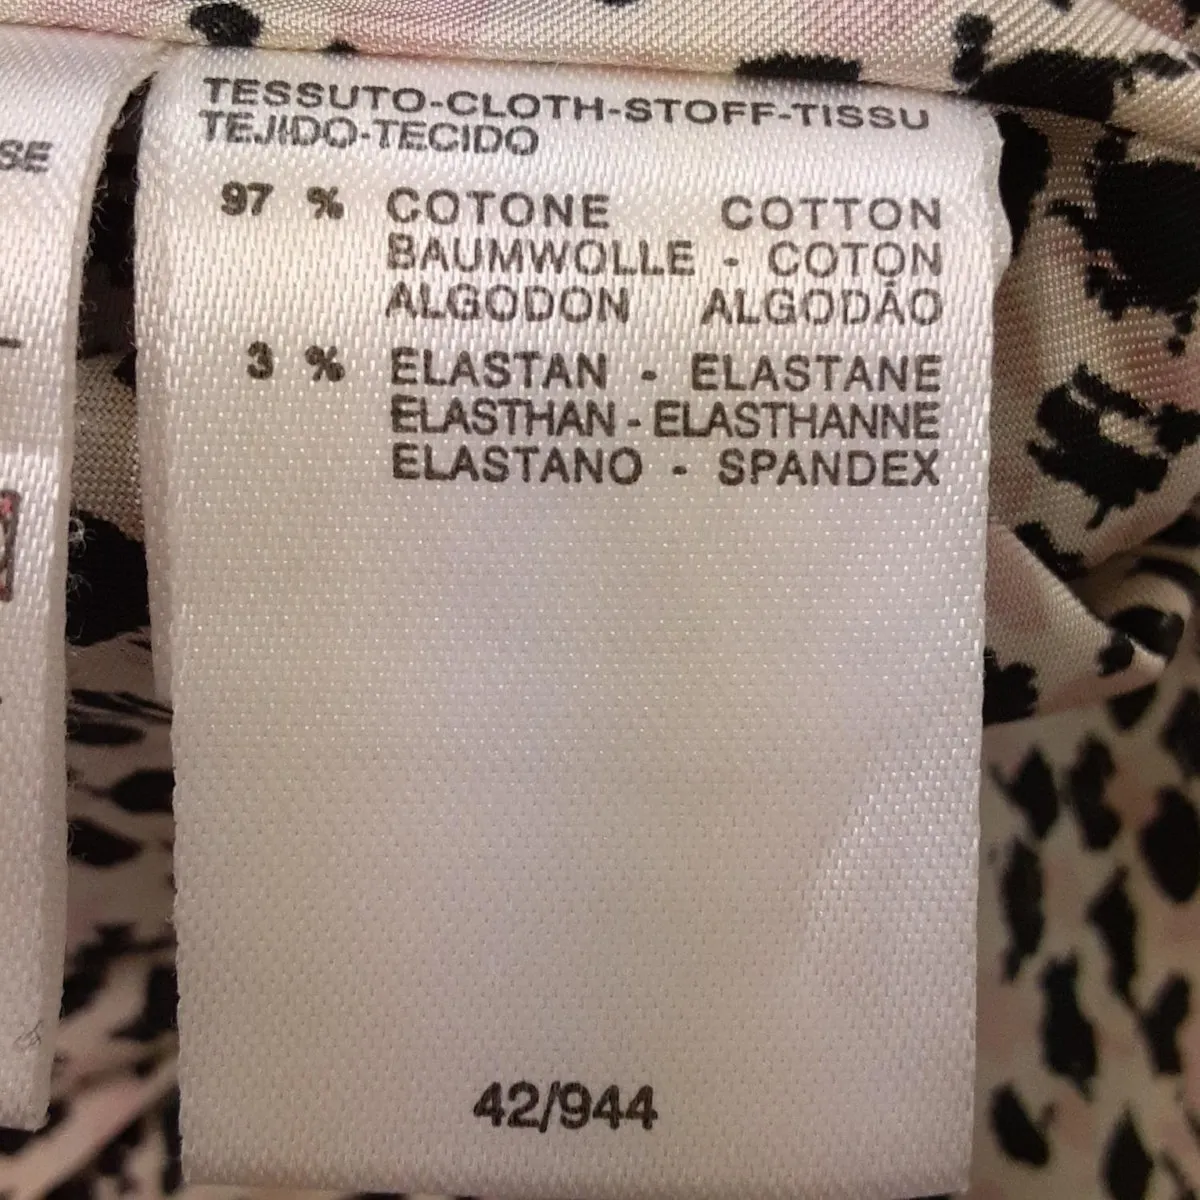 SE
TESSUTO-CLOTH-STOFF-TISSU
TEJIDO-TECIDO
97 % COTONE COTTON
BAUMWOLLE - COTON
ALGODON ALGODÃO
3 % ELASTAN - ELASTANE
ELASTHAN - ELASTHANNE
ELASTANO - SPANDEX
42/944